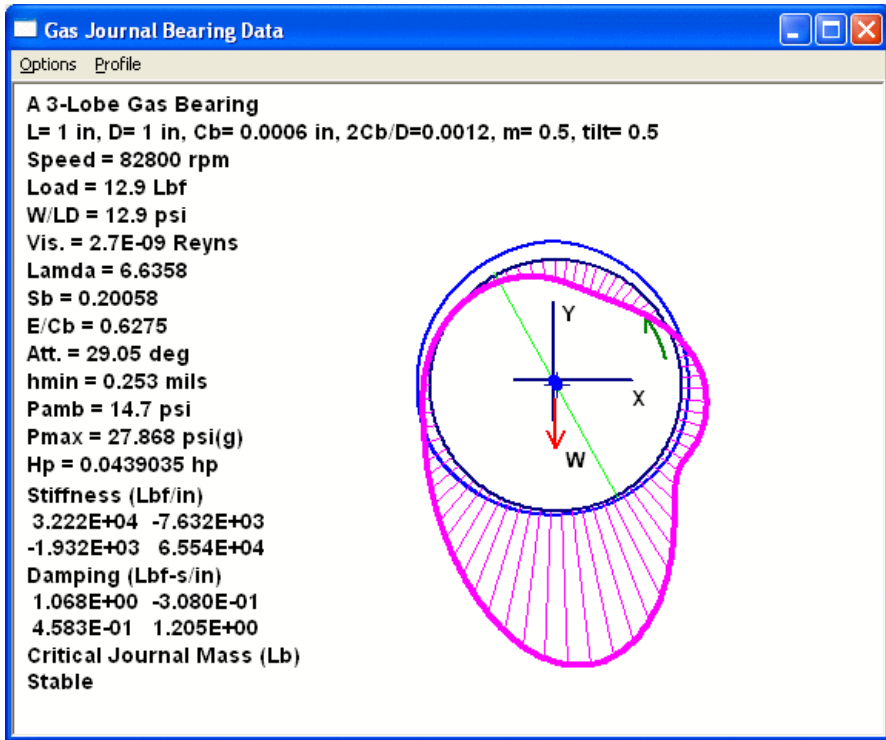 Gas Journal Bearing Data
Options Profile
A 3-Lobe Gas Bearing
L= 1 in, D= 1 in, Cb= 0.0006 in, 2Cb/D=0.0012, m= 0.5, tilt= 0.5
Speed = 82800 rpm
Load = 12.9 Lbf
W/LD = 12.9 psi
Vis. = 2.7E-09 Reyns
Lamda = 6.6358
Sb = 0.20058
E/Cb = 0.6275
Att. = 29.05 deg
hmin = 0.253 mils
Pamb = 14.7 psi
Pmax = 27.868 psi(g)
Hp = 0.0439035 hp
Stiffness (Lbf/in)
3.222E+04 -7.632E+03
-1.932E+03 6.554E+04
Damping (Lbf-s/in)
1.068E+00 -3.080E-01
4.583E-01 1.205E+00
Critical Journal Mass (Lb)
Stable
Y
X
W